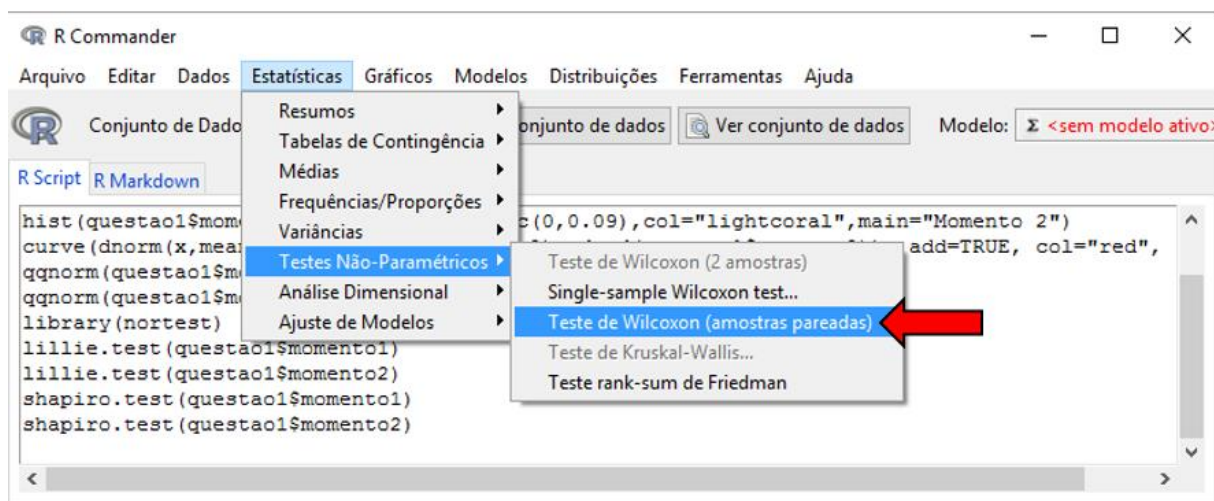 R Commander
Arquivo Editar Dados Estatísticas Gráficos Modelos Distribuições Ferramentas Ajuda
Conjunto de Dado onjunto de dados Ver conjunto de dados Modelo: Σ <sem modelo ativo>
R Script R Markdown
Resumos
Tabelas de Contingência
Médias
Frequências/Proporções
Variâncias
Testes Não-Paramétricos
Análise Dimensional
Ajuste de Modelos
Teste de Wilcoxon (2 amostras)
Single-sample Wilcoxon test...
Teste de Wilcoxon (amostras pareadas)
Teste de Kruskal-Wallis...
Teste rank-sum de Friedman
hist(questao1$mom c(0,0.09),col="lightcoral",main="Momento 2")
curve(dnorm(x,mea add=TRUE, col="red",
qqnorm(questao1$m
qqnorm(questao1$m
library(nortest)
lillie.test(questao1$momento1)
lillie.test(questao1$momento2)
shapiro.test(questao1$momento1)
shapiro.test(questao1$momento2)